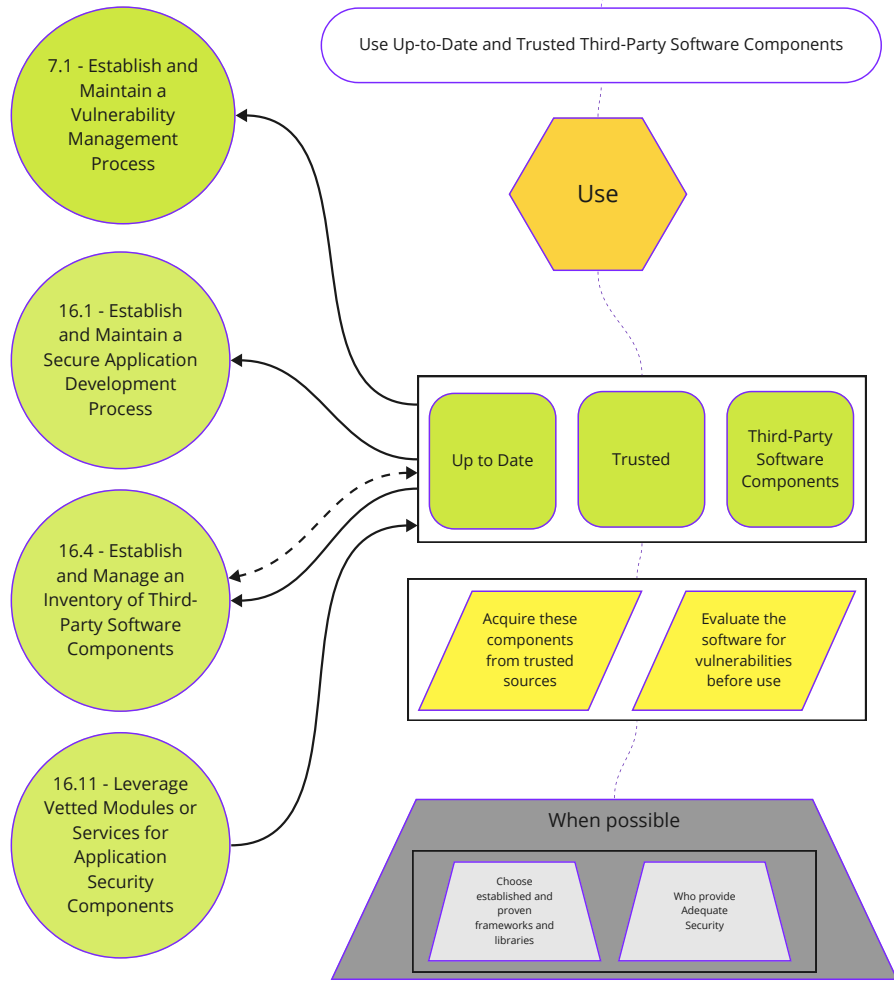 Use Up-to-Date and Trusted Third-Party Software Components
7.1 - Establish and
Maintain a
Vulnerability
Management
Process
Use
16.1 - Establish
and Maintain a
Secure Application
Development
Process
Up to Date
Trusted
Third-Party
Software
Components
16.4 - Establish
and Manage an
Inventory of Third-
Party Software
Components
Acquire these
components
from trusted
sources
Evaluate the
software for
vulnerabilities
before use
16.11 - Leverage
Vetted Modules or
Services for
Application
Security
Components
When possible
Choose
established and
proven
frameworks and
libraries
Who provide
Adequate
Security